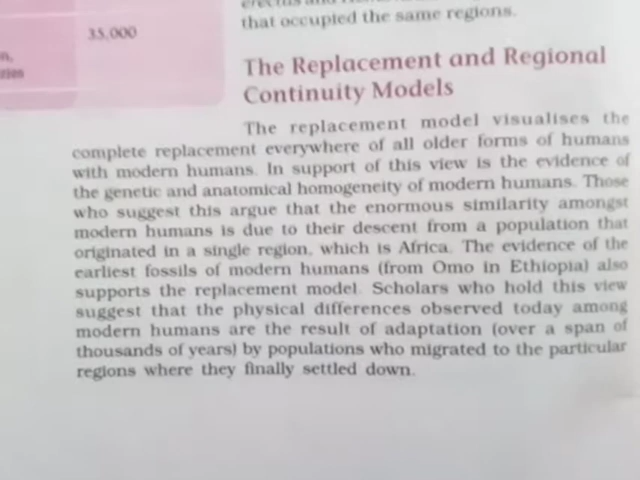 35,000
that occupied the same regions.
The Replacement and Regional
Continuity Models
The replacement model visualises the
complete replacement everywhere of all older forms of humans
with modern humans. In support of this view is the evidence of
the genetic and anatomical homogeneity of modern humans. Those
who suggest this argue that the enormous similarity amongst
modern humans is due to their descent from a population that
originated in a single region, which is Africa. The evidence of the
earliest fossils of modern humans (from Omo in Ethiopia) also
supports the replacement model. Scholars who hold this view
suggest that the physical differences observed today among
modern humans are the result of adaptation (over a span of
thousands of years) by populations who migrated to the particular
regions where they finally settled down.